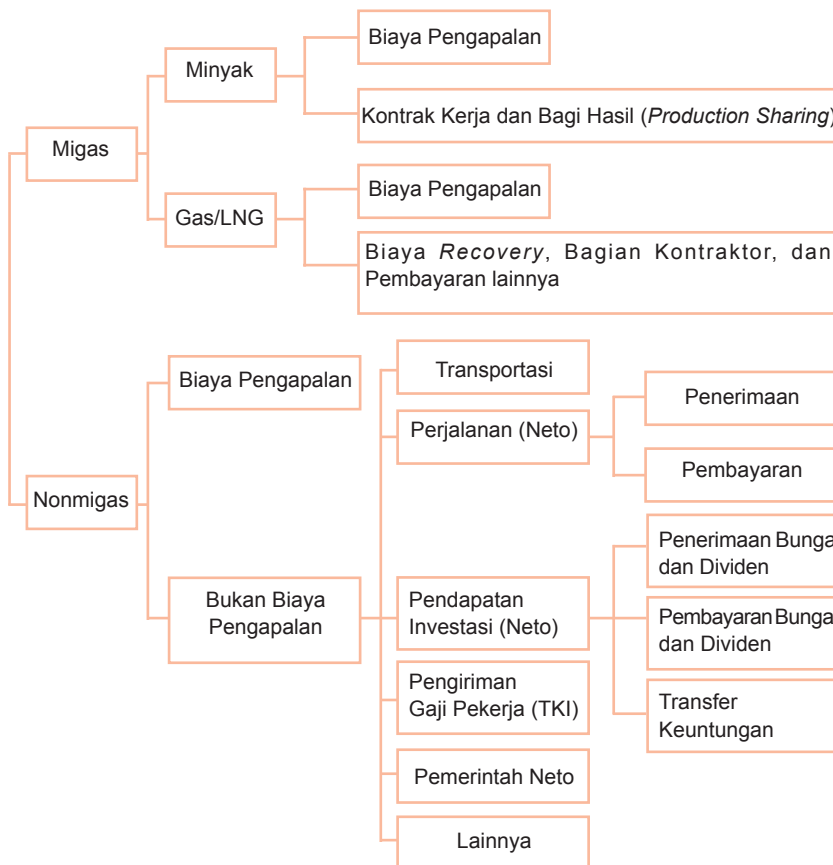 Biaya Pengapalan
Minyak
Kontrak Kerja dan Bagi Hasil (Production Sharing)
Migas
Biaya Pengapalan
Gas/LNG
Biaya Recovery, Bagian Kontraktor, dan
Pembayaran lainnya
Transportasi
Biaya Pengapalan
Penerimaan
Perjalanan (Neto)
Pembayaran
Nonmigas
Penerimaan Bunga
dan Dividen
Bukan Biaya
Pengapalan
Pendapatan
Investasi (Neto)
Pembayaran Bunga
dan Dividen
Pengiriman
Gaji Pekerja (TKI)
Transfer
Keuntungan
Pemerintah Neto
Lainnya